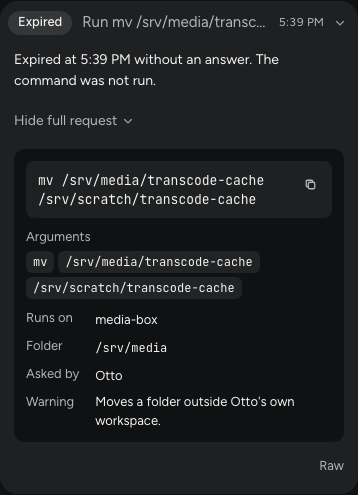 Expired Run mv /srv/media/transc... 5:39 PM
Expired at 5:39 PM without an answer. The
command was not run.
Hide full request
mv /srv/media/transcode-cache
/srv/scratch/transcode-cache
Arguments
mv /srv/media/transcode-cache
/srv/scratch/transcode-cache
Runs on media-box
Folder /srv/media
Asked by Otto
Warning Moves a folder outside Otto's own
workspace.
Raw